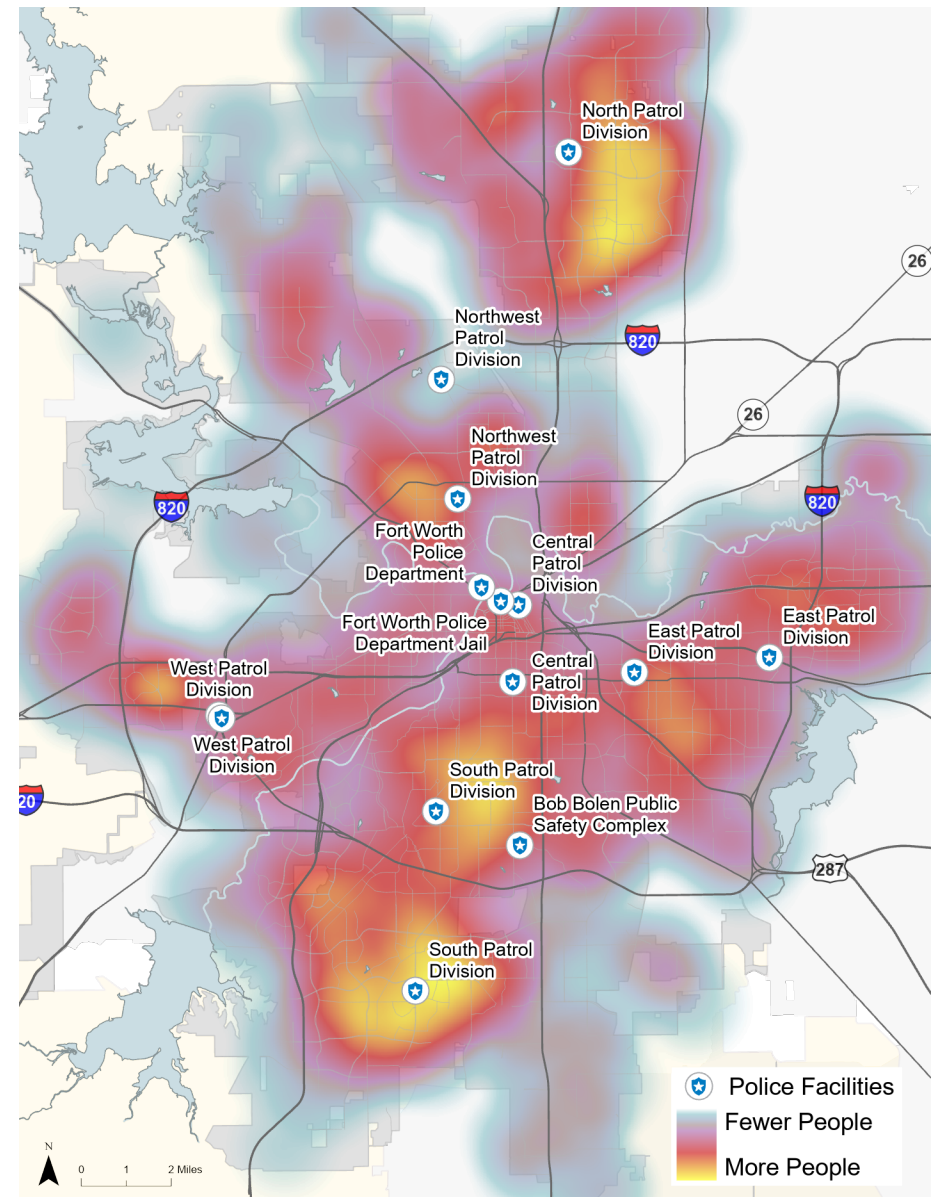 North Patrol
Division
26
Northwest
Patrol
Division
820
26
Northwest
Patrol
Division
820
820
Fort Worth
Police
Department
Central
Patrol
Division
Fort Worth Police
Department Jail
East Patrol
Division
East Patrol
Division
West Patrol
Division
Central
Patrol
Division
West Patrol
Division
South Patrol
Division
20
Bob Bolen Public
Safety Complex
287
South Patrol
Division
Police Facilities
Fewer People
More People
N
0 1 2 Miles